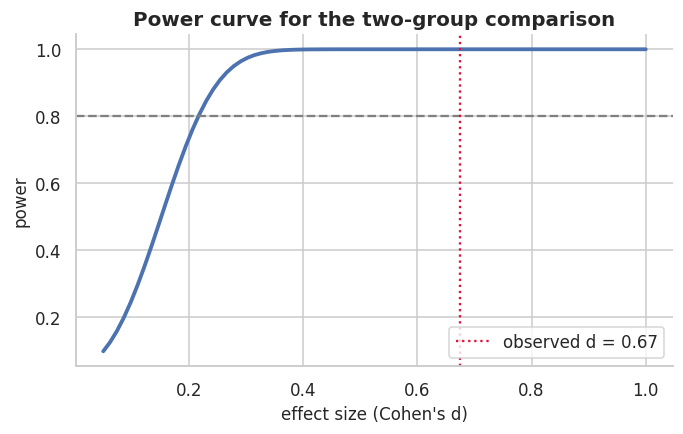 Power curve for the two-group comparison
1.0
0.8
0.6
0.4
0.2
power
observed d = 0.67
0.2 0.4 0.6 0.8 1.0
effect size (Cohen's d)